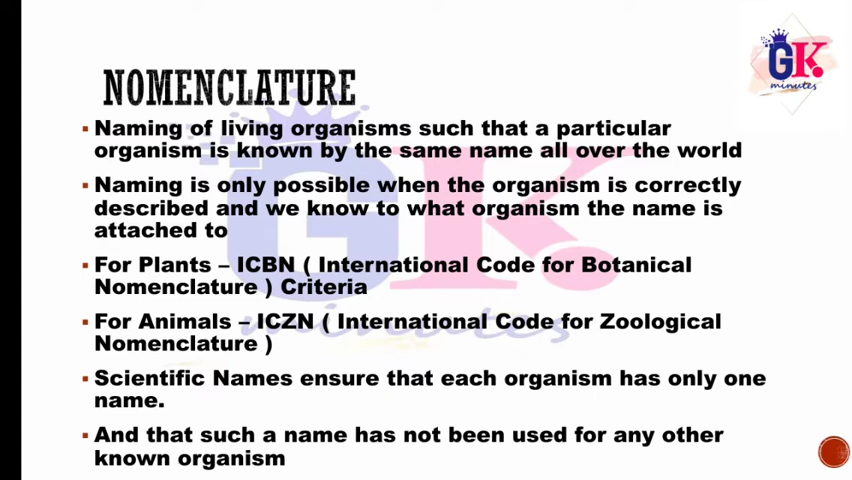 GK
minutes
NOMENCLATURE
Naming of living organisms such that a particular
organism is known by the same name all over the world
Naming is only possible when the organism is correctly
described and we know to what organism the name is
attached to
For Plants – ICBN ( International Code for Botanical
Nomenclature ) Criteria
For Animals – ICZN ( International Code for Zoological
Nomenclature )
Scientific Names ensure that each organism has only one
name.
And that such a name has not been used for any other
known organism
GK
minutes